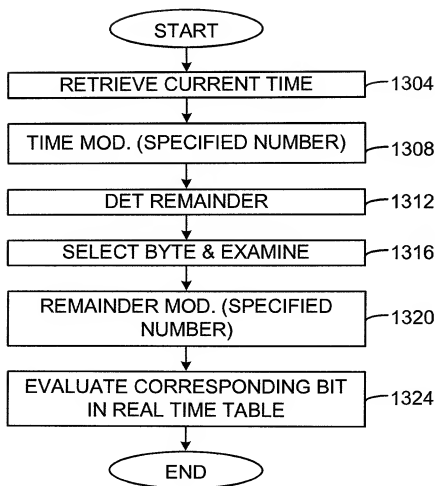 START
RETRIEVE CURRENT TIME
1304
TIME MOD. (SPECIFIED NUMBER)
1308
DET REMAINDER
1312
SELECT BYTE & EXAMINE
1316
REMAINDER MOD. (SPECIFIED
NUMBER)
1320
EVALUATE CORRESPONDING BIT
IN REAL TIME TABLE
1324
END